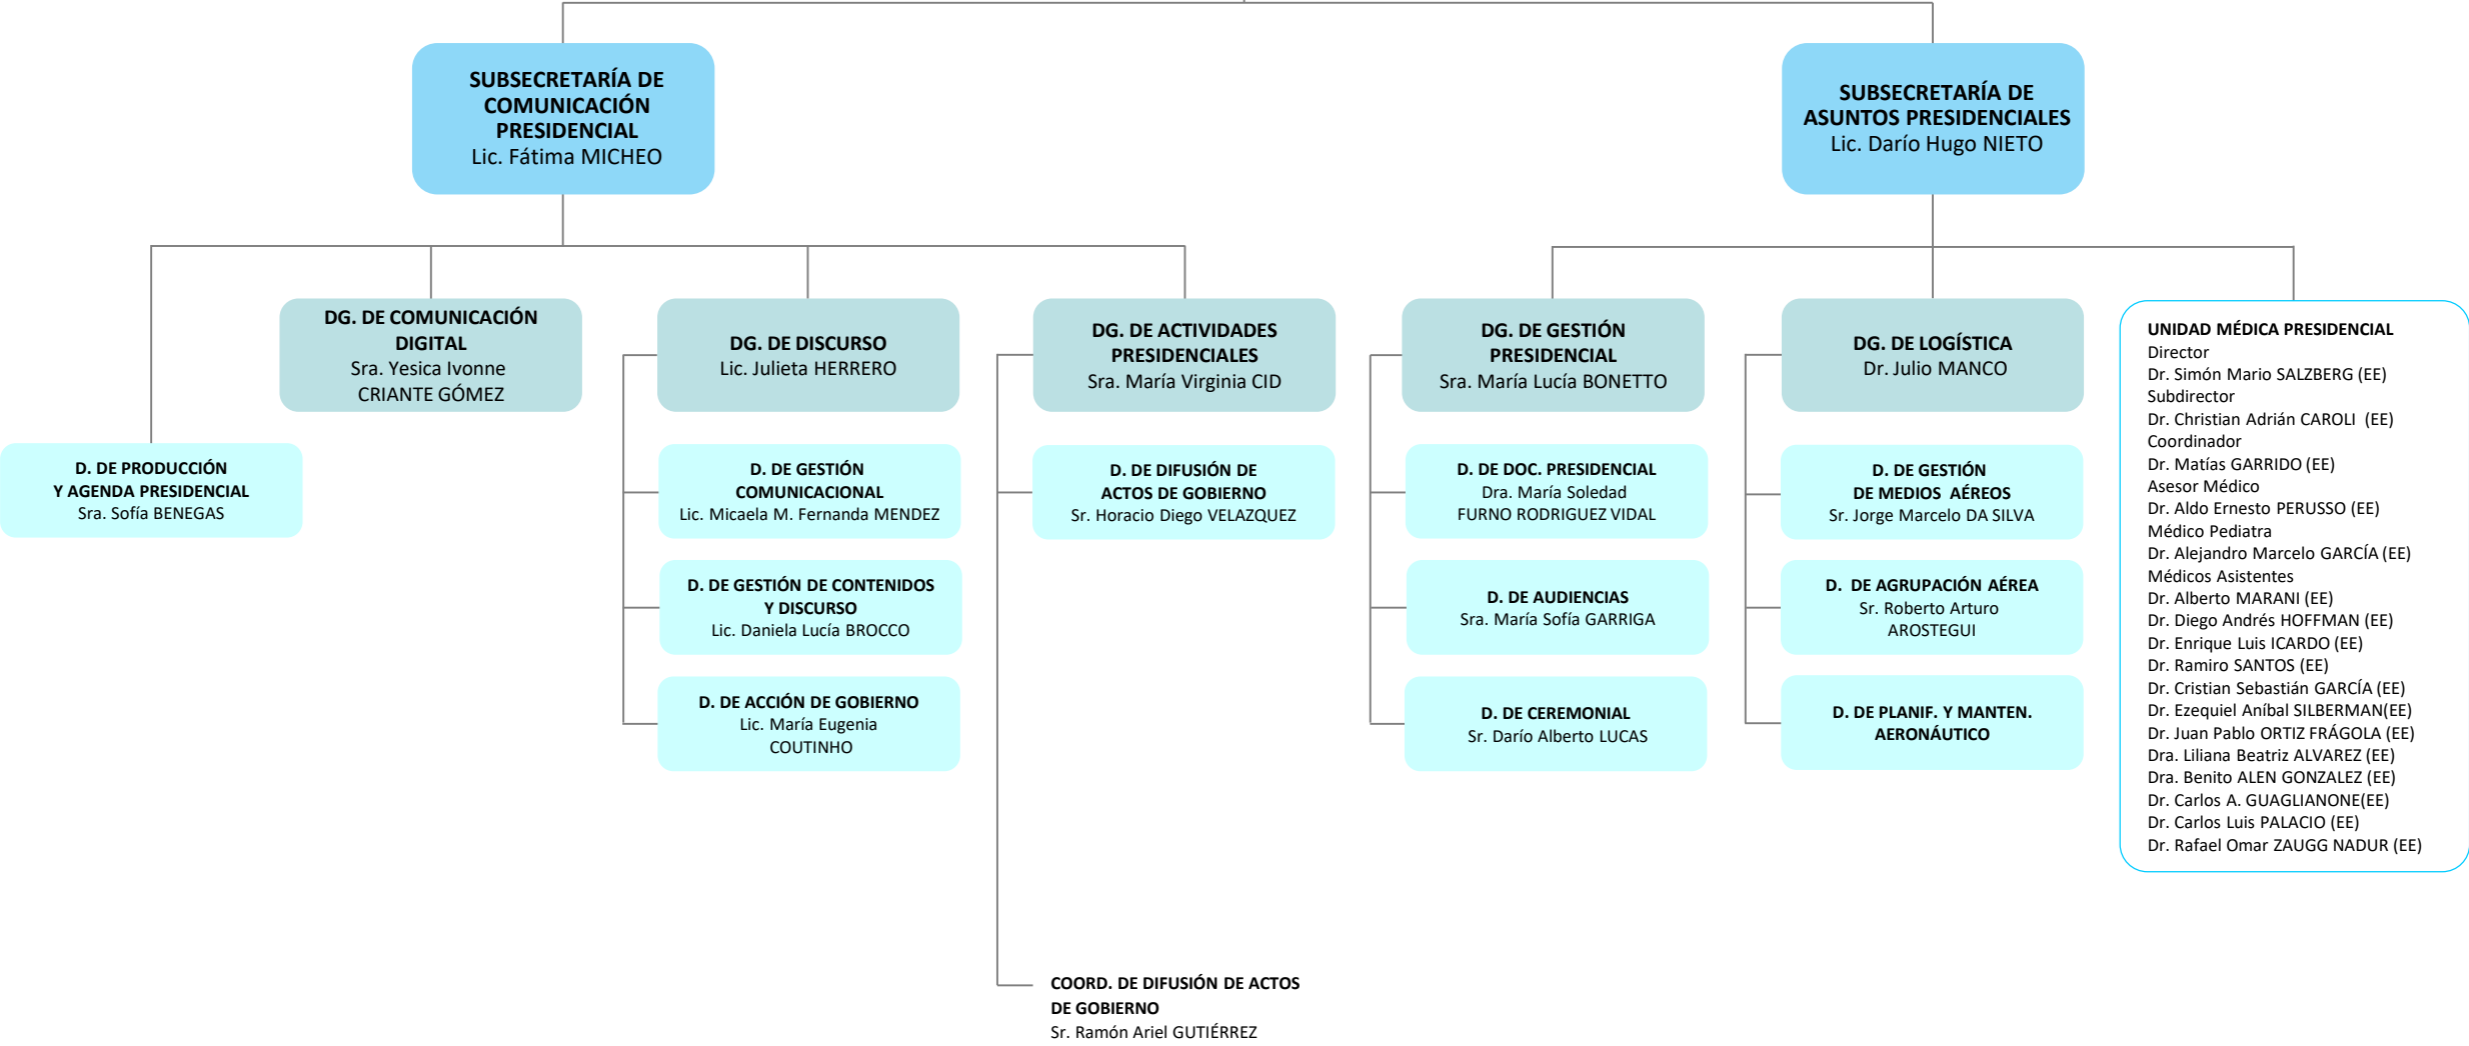 SUBSECRETARÍA DE
COMUNICACIÓN
PRESIDENCIAL
Lic. Fátima MICHEO
SUBSECRETARÍA DE
ASUNTOS PRESIDENCIALES
Lic. Darío Hugo NIETO
DG. DE COMUNICACIÓN
DIGITAL
Sra. Yesica Ivonne
CRIANTE GÓMEZ
DG. DE DISCURSO
Lic. Julieta HERRERO
DG. DE ACTIVIDADES
PRESIDENCIALES
Sra. María Virginia CID
DG. DE GESTIÓN
PRESIDENCIAL
Sra. María Lucía BONETTO
DG. DE LOGÍSTICA
Dr. Julio MANCO
D. DE PRODUCCIÓN
Y AGENDA PRESIDENCIAL
Sra. Sofía BENEGAS
D. DE GESTIÓN
COMUNICACIONAL
Lic. Micaela M. Fernanda MENDEZ
D. DE GESTIÓN DE CONTENIDOS
Y DISCURSO
Lic. Daniela Lucía BROCCO
D. DE ACCIÓN DE GOBIERNO
Lic. María Eugenia
COUTINHO
D. DE DIFUSIÓN DE
ACTOS DE GOBIERNO
Sr. Horacio Diego VELAZQUEZ
COORD. DE DIFUSIÓN DE ACTOS
DE GOBIERNO
Sr. Ramón Ariel GUTIÉRREZ
D. DE DOC. PRESIDENCIAL
Dra. María Soledad
FURNO RODRIGUEZ VIDAL
D. DE AUDIENCIAS
Sra. María Sofía GARRIGA
D. DE CEREMONIAL
Sr. Darío Alberto LUCAS
D. DE GESTIÓN
DE MEDIOS AÉREOS
Sr. Jorge Marcelo DA SILVA
D. DE AGRUPACIÓN AÉREA
Sr. Roberto Arturo
AROSTEGUI
D. DE PLANIF. Y MANTEN.
AERONÁUTICO
UNIDAD MÉDICA PRESIDENCIAL
Director
Dr. Simón Mario SALZBERG (EE)
Subdirector
Dr. Christian Adrián CAROLI (EE)
Coordinador
Dr. Matías GARRIDO (EE)
Asesor Médico
Dr. Aldo Ernesto PERUSSO (EE)
Médico Pediatra
Dr. Alejandro Marcelo GARCÍA (EE)
Médicos Asistentes
Dr. Alberto MARANI (EE)
Dr. Diego Andrés HOFFMAN (EE)
Dr. Enrique Luis ICARDO (EE)
Dr. Ramiro SANTOS (EE)
Dr. Cristian Sebastián GARCÍA (EE)
Dr. Ezequiel Aníbal SILBERMAN(EE)
Dr. Juan Pablo ORTIZ FRÁGOLA (EE)
Dra. Liliana Beatriz ALVAREZ (EE)
Dra. Benito ALEN GONZALEZ (EE)
Dr. Carlos A. GUAGLIANONE(EE)
Dr. Carlos Luis PALACIO (EE)
Dr. Rafael Omar ZAUGG NADUR (EE)